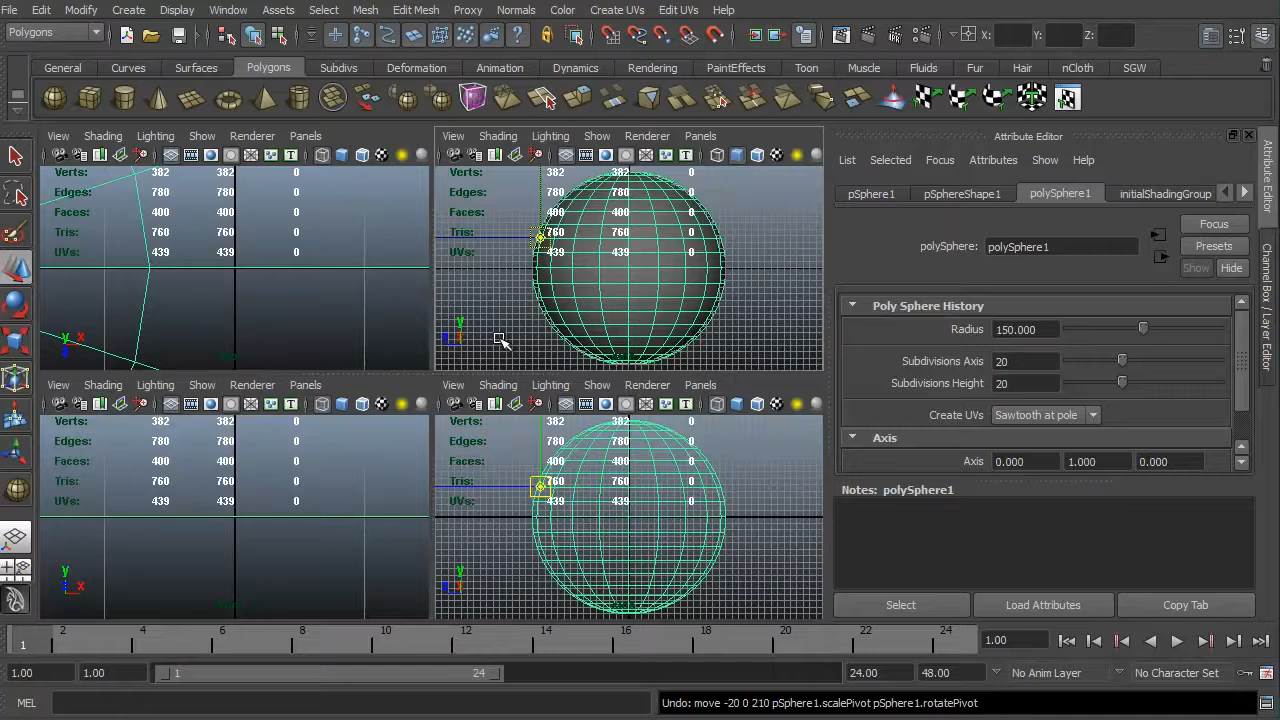 File Edit Modify Create Display Window Assets Select Mesh Edit Mesh Proxy Normals Color Create UVs Edit UVs Help
Polygons X: Y: Z:
General Curves Surfaces Polygons Subdivs Deformation Animation Dynamics Rendering PaintEffects Toon Muscle Fluids Fur Hair nCloth SGW
View Shading Lighting Show Renderer Panels
Verts: 382 382 0
Edges: 780 780 0
Faces: 400 400 0
Tris: 760 760 0
UVs: 439 439 0
y x
z
View Shading Lighting Show Renderer Panels
Verts: 382 382 0
Edges: 780 780 0
Faces: 400 400 0
Tris: 760 760 0
UVs: 439 439 0
y
View Shading Lighting Show Renderer Panels
Verts: 382 382 0
Edges: 780 780 0
Faces: 400 400 0
Tris: 760 760 0
UVs: 439 439 0
y
x
View Shading Lighting Show Renderer Panels
Verts: 382 382 0
Edges: 780 780 0
Faces: 400 400 0
Tris: 760 760 0
UVs: 439 439 0
y
Attribute Editor
List Selected Focus Attributes Show Help
pSphere1 pSphereShape1 polySphere1 initialShadingGroup
Focus
polySphere: polySphere1 Presets
Show Hide
Poly Sphere History
Radius 150.000
Subdivisions Axis 20
Subdivisions Height 20
Create UVs Sawtooth at pole
Axis
Axis 0.000 1.000 0.000
Notes: polySphere1
Select Load Attributes Copy Tab
Attribute Editor
Channel Box / Layer Editor
1 2 4 6 8 10 12 14 16 18 20 22 24 1.00
1.00 1.00 1 24 24.00 48.00 No Anim Layer No Character Set
MEL Undo: move -20 0 210 pSphere1.scalePivot pSphere1.rotatePivot